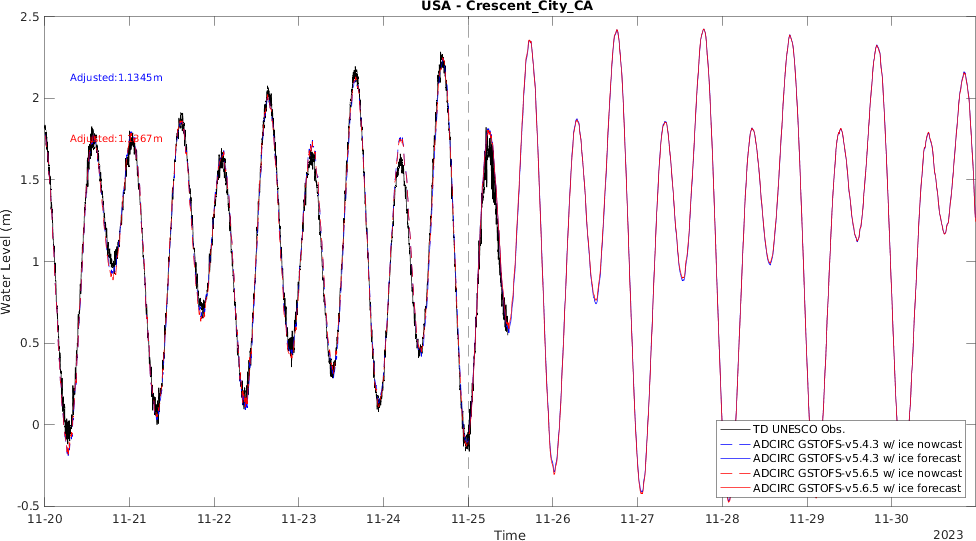 USA - Crescent_City_CA
2.5
2
1.5
1
0.5
0
-0.5
Water Level (m)
Adjusted:1.1345m
TD UNESCO Obs.
ADCIRC GSTOFS-v5.4.3 w/ ice nowcast
ADCIRC GSTOFS-v5.4.3 w/ ice forecast
ADCIRC GSTOFS-v5.6.5 w/ ice nowcast
ADCIRC GSTOFS-v5.6.5 w/ ice forecast
11-20 11-21 11-22 11-23 11-24 11-25 11-26 11-27 11-28 11-29 11-30
Time
2023